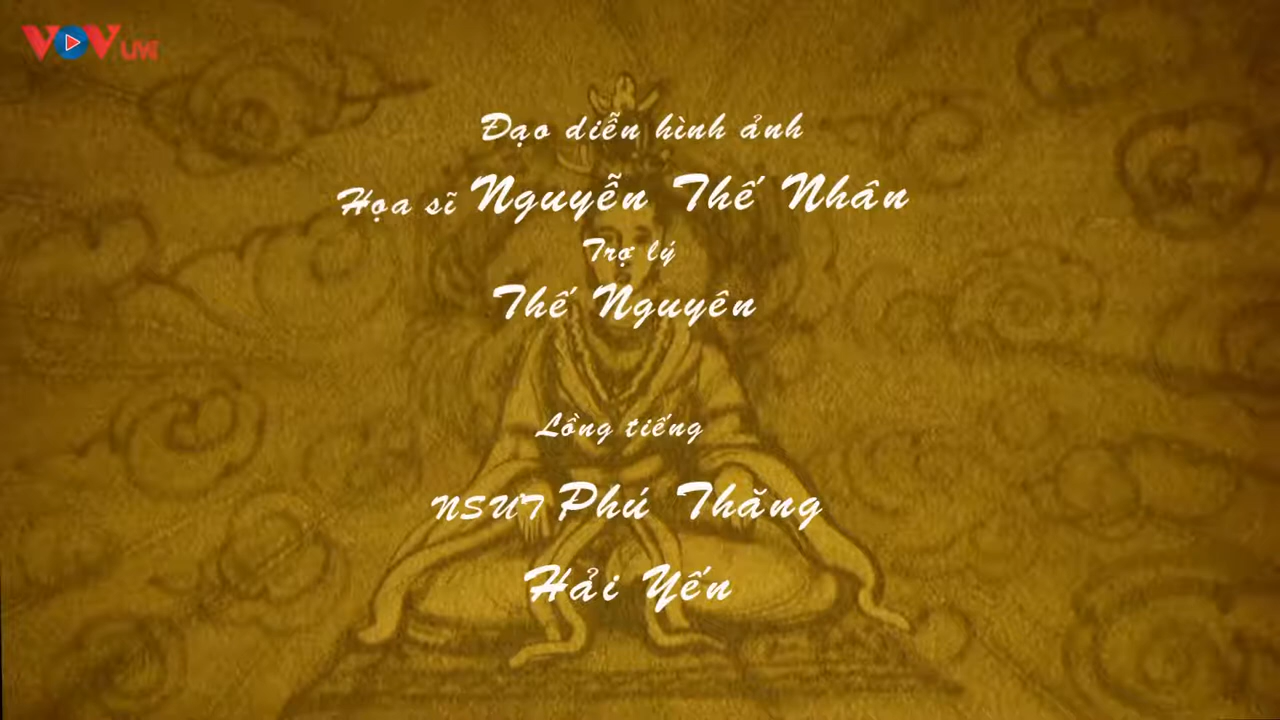 VOV LIVE
Đạo diễn hình ảnh
Họa sĩ Nguyễn Thế Nhân
Trợ lý
Thế Nguyên
Lồng tiếng
NSƯT Phú Thăng
Hải Yến